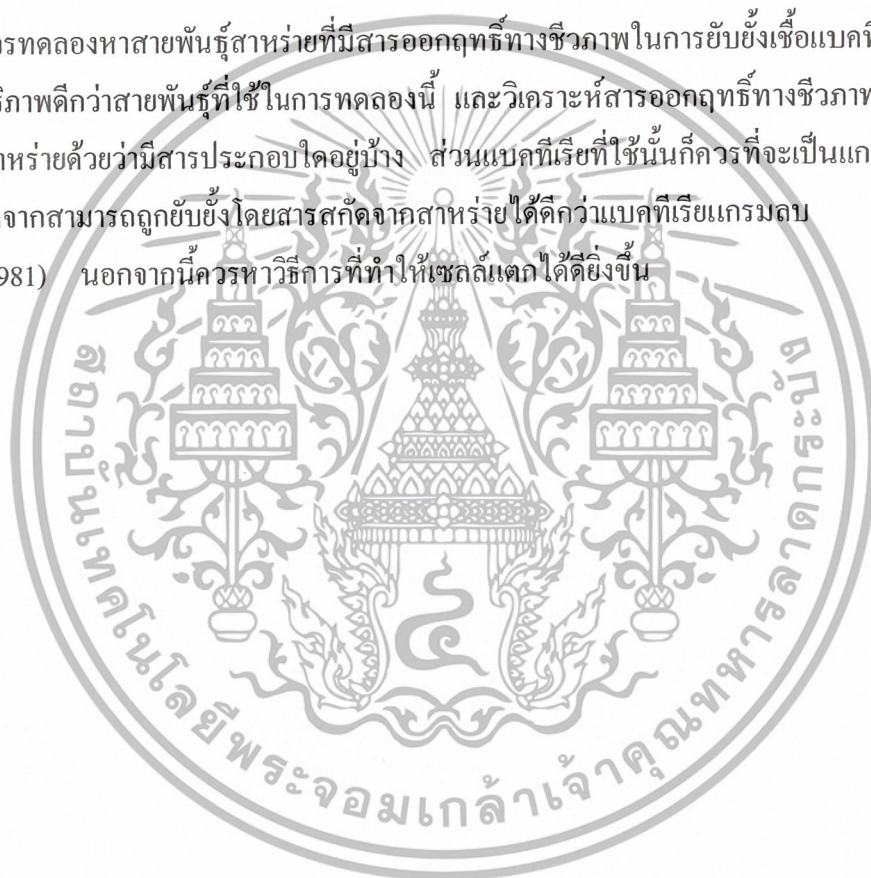 รทดลองหาสายพันธุ์สาหร่ายที่มีสารออกฤทธิ์ทางชีวภาพในการยับยั้งเชื้อแบคที
ธิภาพดีกว่าสายพันธุ์ที่ใช้ในการทดลองนี้ และวิเคราะห์สารออกฤทธิ์ทางชีวภาพ
าหร่ายด้วยว่ามีสารประกอบใดอยู่บ้าง ส่วนแบคทีเรียที่ใช้นั้นก็ควรที่จะเป็นแก
จากสามารถถูกยับยั้งโดยสารสกัดจากสาหร่ายได้ดีกว่าแบคทีเรียแกรมลบ
981) นอกจากนี้ควรหาวิธีการที่ทำให้เซลล์แตกได้ดียิ่งขึ้น
๔
สถาบันเทคโนโลยีพระจอมเกล้าเจ้าคุณทหารลาดกระบัง